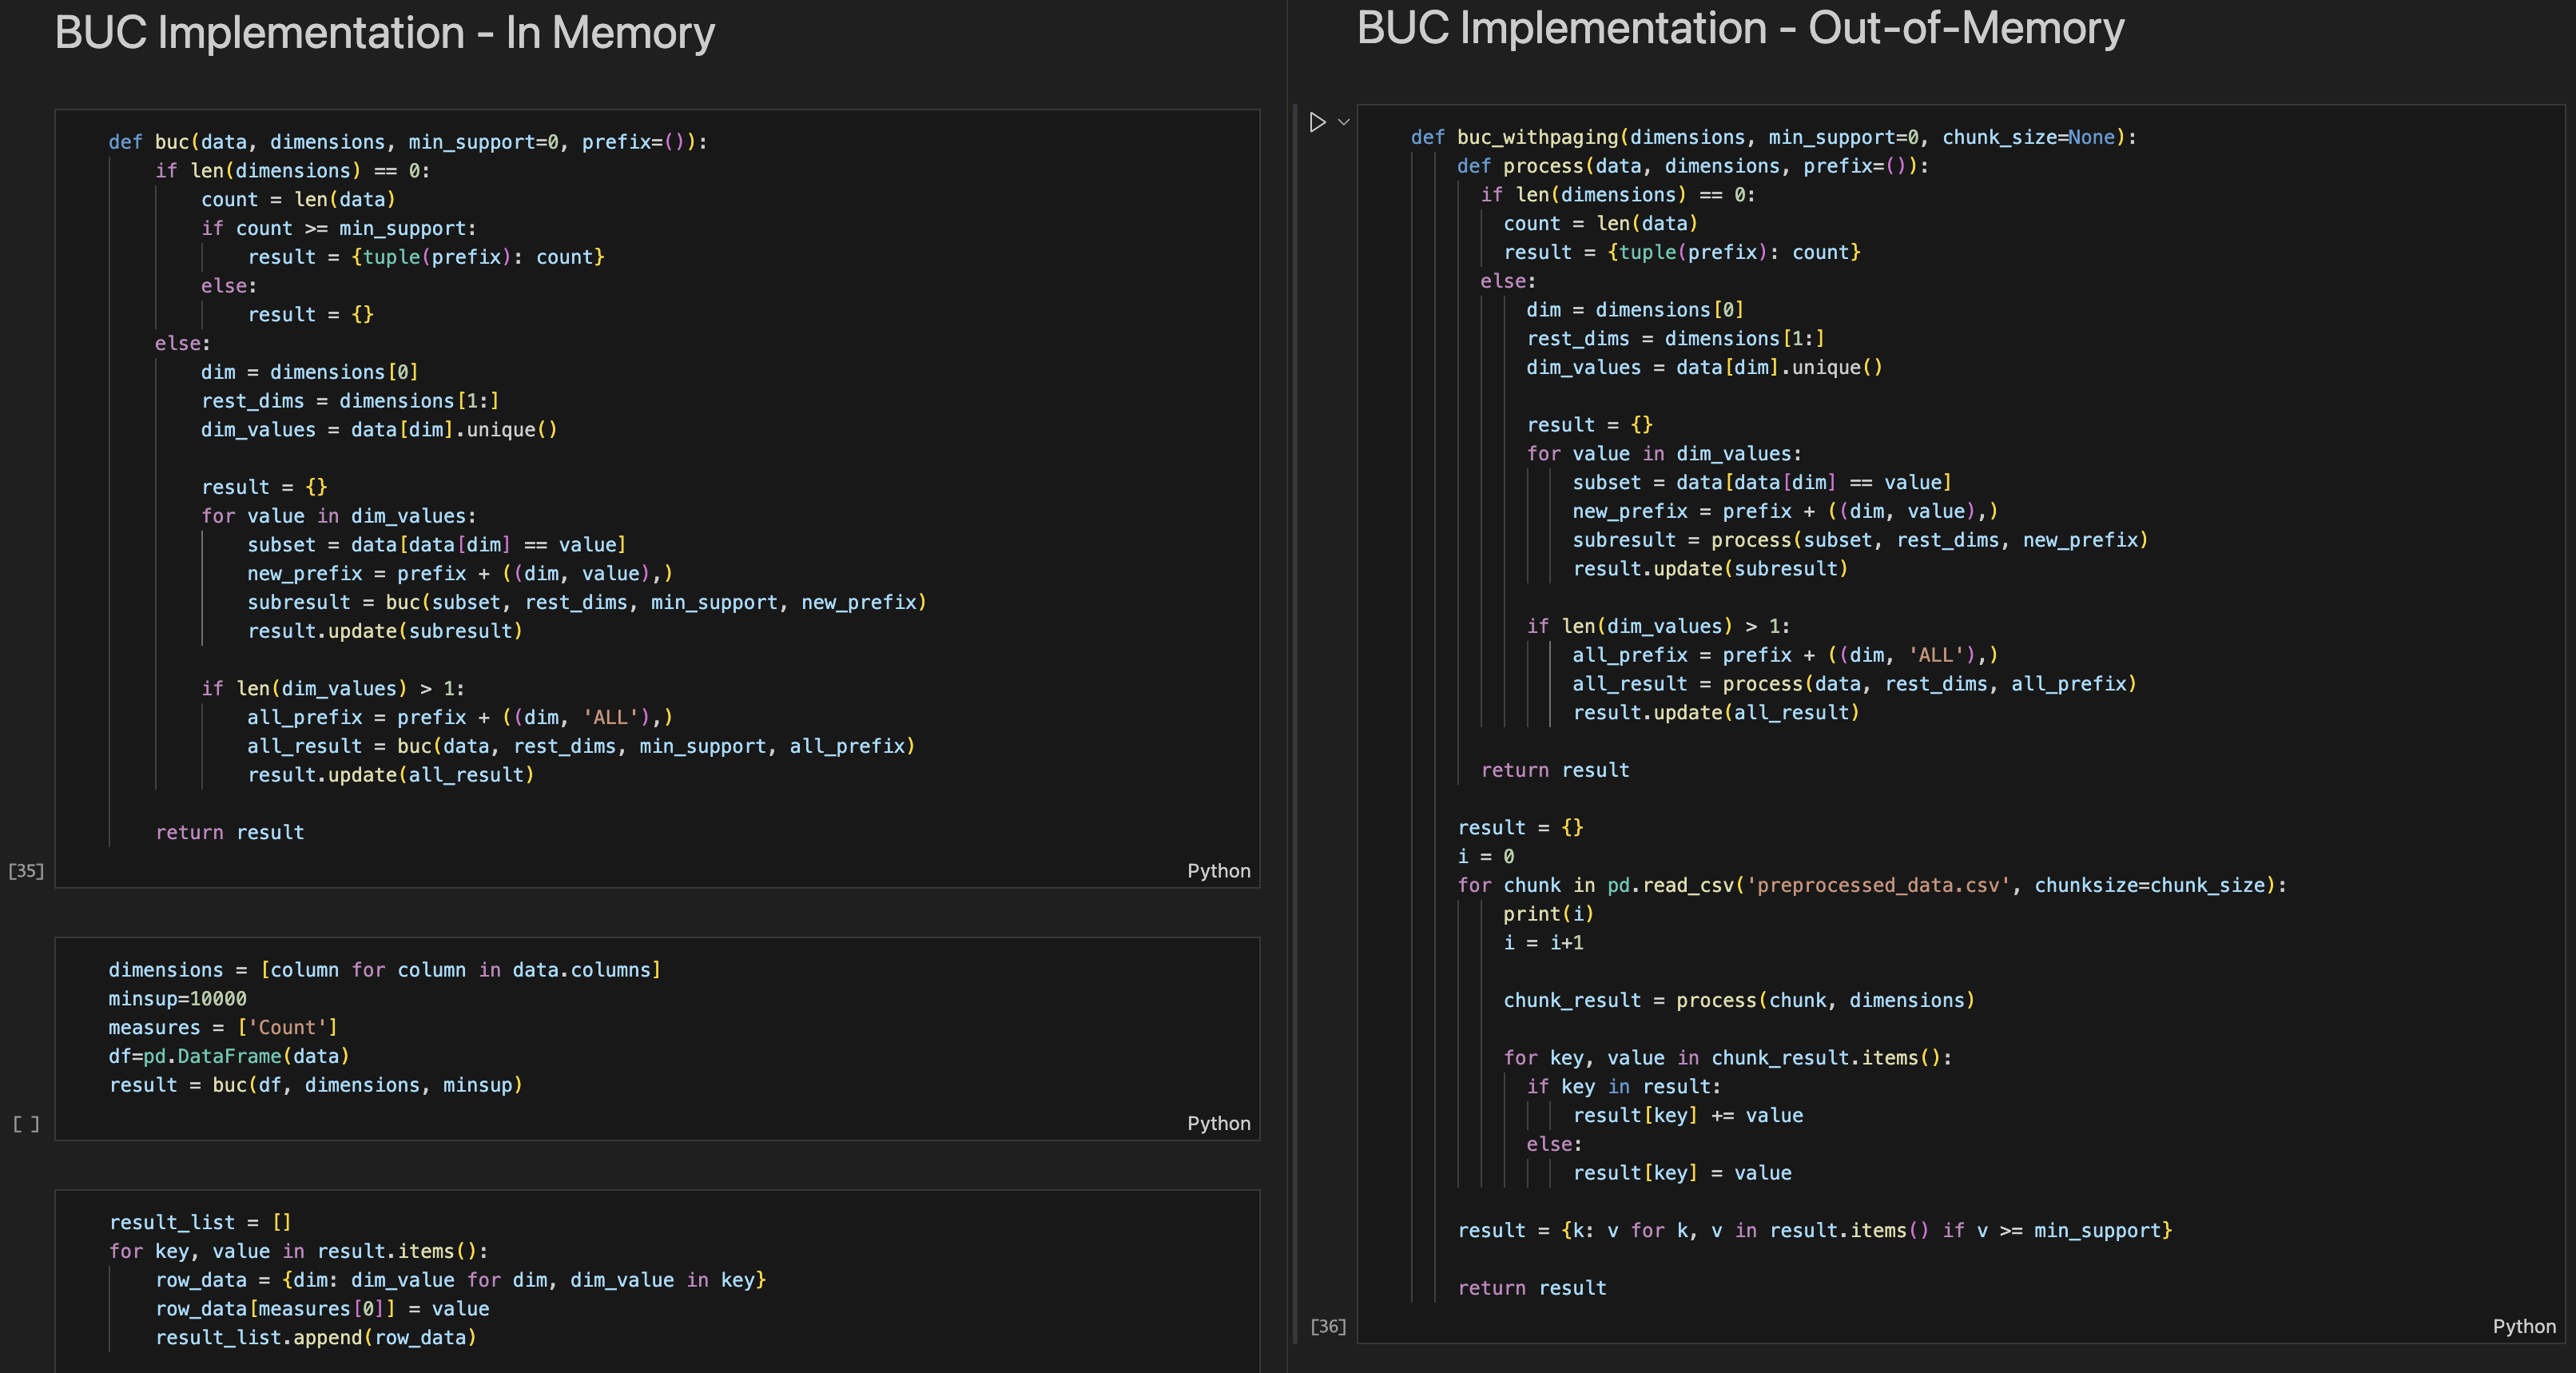 BUC Implementation - In Memory
def buc(data, dimensions, min_support=0, prefix=()):
    if len(dimensions) == 0:
        count = len(data)
        if count >= min_support:
            result = {tuple(prefix): count}
        else:
            result = {}
    else:
        dim = dimensions[0]
        rest_dims = dimensions[1:]
        dim_values = data[dim].unique()

        result = {}
        for value in dim_values:
            subset = data[data[dim] == value]
            new_prefix = prefix + ((dim, value),)
            subresult = buc(subset, rest_dims, min_support, new_prefix)
            result.update(subresult)

        if len(dim_values) > 1:
            all_prefix = prefix + ((dim, 'ALL'),)
            all_result = buc(data, rest_dims, min_support, all_prefix)
            result.update(all_result)

    return result
[35]
Python
dimensions = [column for column in data.columns]
minsup=10000
measures = ['Count']
df=pd.DataFrame(data)
result = buc(df, dimensions, minsup)
[ ]
Python
result_list = []
for key, value in result.items():
    row_data = {dim: dim_value for dim, dim_value in key}
    row_data[measures[0]] = value
    result_list.append(row_data)
BUC Implementation - Out-of-Memory
def buc_withpaging(dimensions, min_support=0, chunk_size=None):
    def process(data, dimensions, prefix=()):
      if len(dimensions) == 0:
        count = len(data)
        result = {tuple(prefix): count}
      else:
          dim = dimensions[0]
          rest_dims = dimensions[1:]
          dim_values = data[dim].unique()

          result = {}
          for value in dim_values:
              subset = data[data[dim] == value]
              new_prefix = prefix + ((dim, value),)
              subresult = process(subset, rest_dims, new_prefix)
              result.update(subresult)

          if len(dim_values) > 1:
              all_prefix = prefix + ((dim, 'ALL'),)
              all_result = process(data, rest_dims, all_prefix)
              result.update(all_result)

      return result

    result = {}
    i = 0
    for chunk in pd.read_csv('preprocessed_data.csv', chunksize=chunk_size):
        print(i)
        i = i+1

        chunk_result = process(chunk, dimensions)

        for key, value in chunk_result.items():
          if key in result:
              result[key] += value
          else:
              result[key] = value

    result = {k: v for k, v in result.items() if v >= min_support}

    return result
[36]
Python